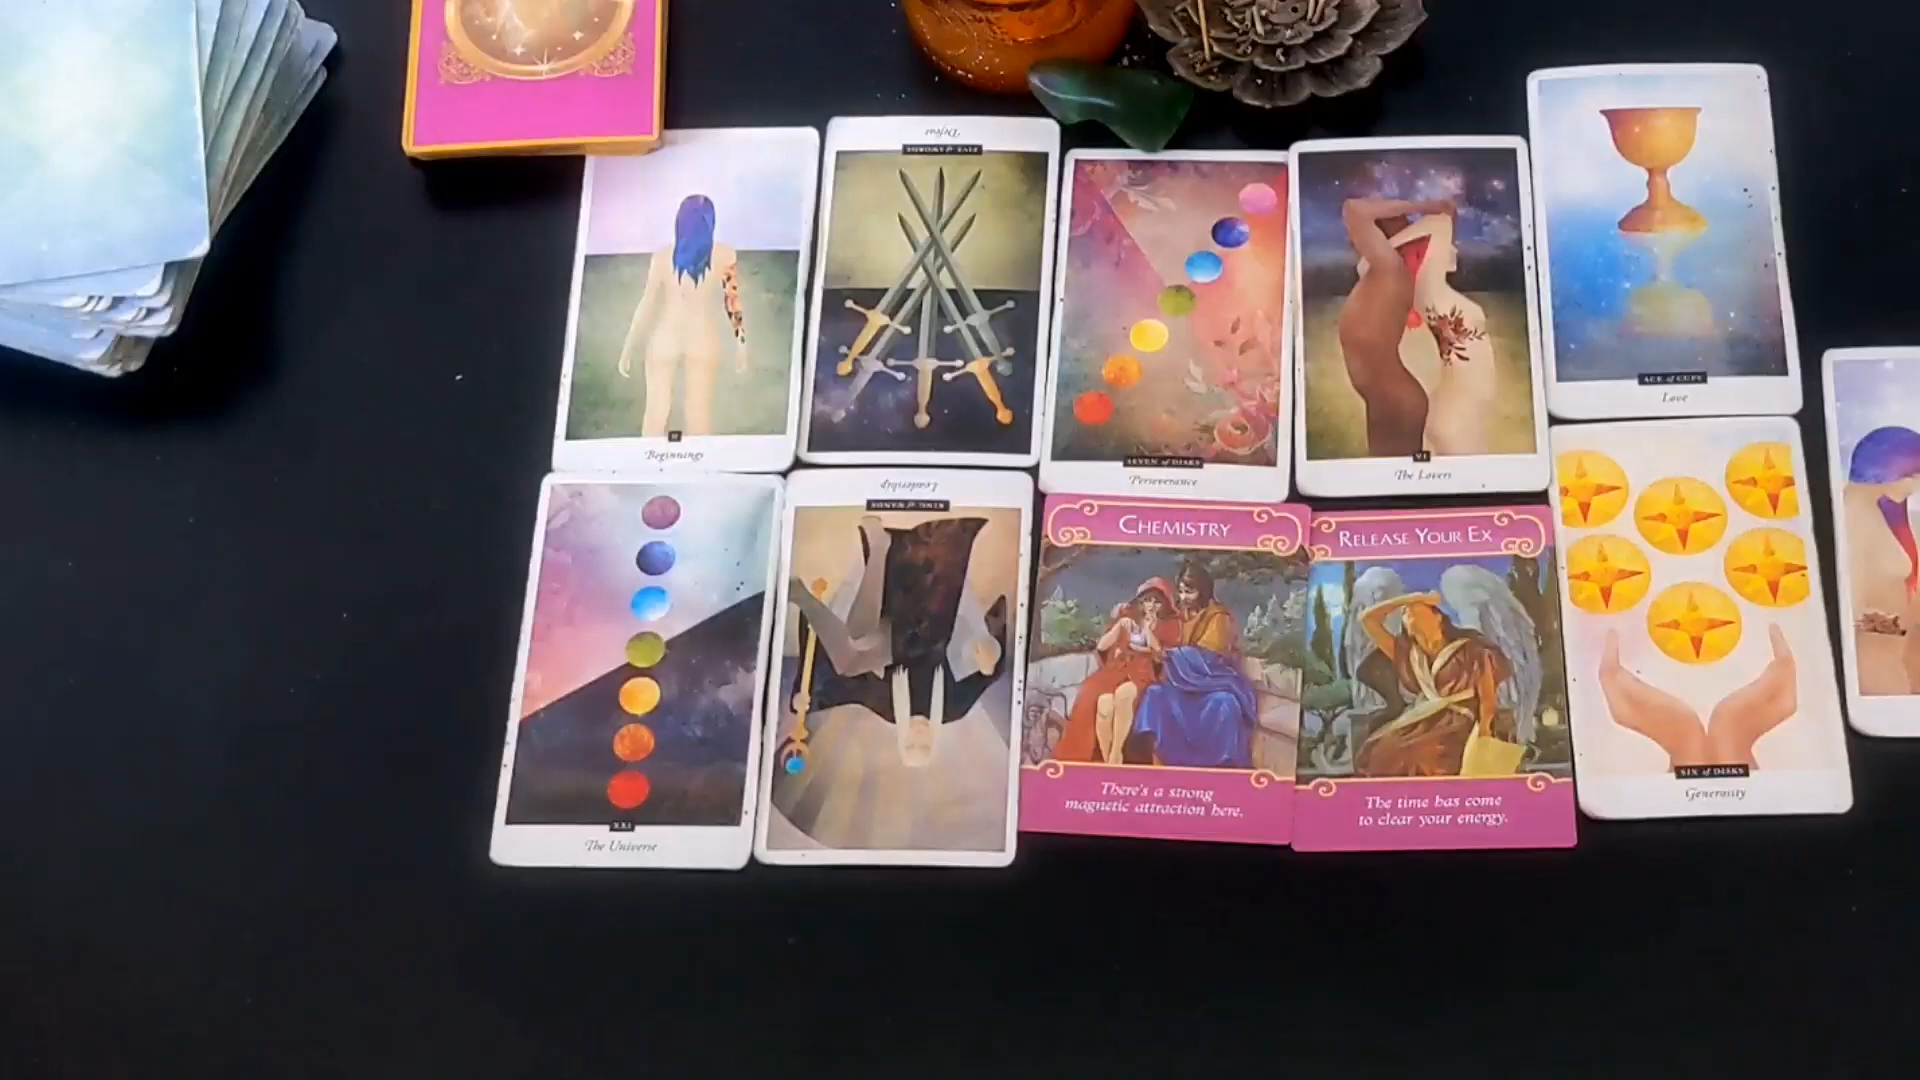 0
Beginnings
Defeat
FIVE of SWORDS
SEVEN of DISKS
Perseverance
VI
The Lovers
ACE of CUPS
Love
XXI
The Universe
Leadership
KING of WANDS
CHEMISTRY
There's a strong
magnetic attraction here.
RELEASE YOUR EX
The time has come
to clear your energy.
SIX of DISKS
Generosity